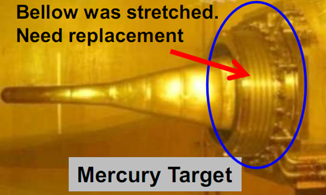 Bellow was stretched.
Need replacement
Mercury Target